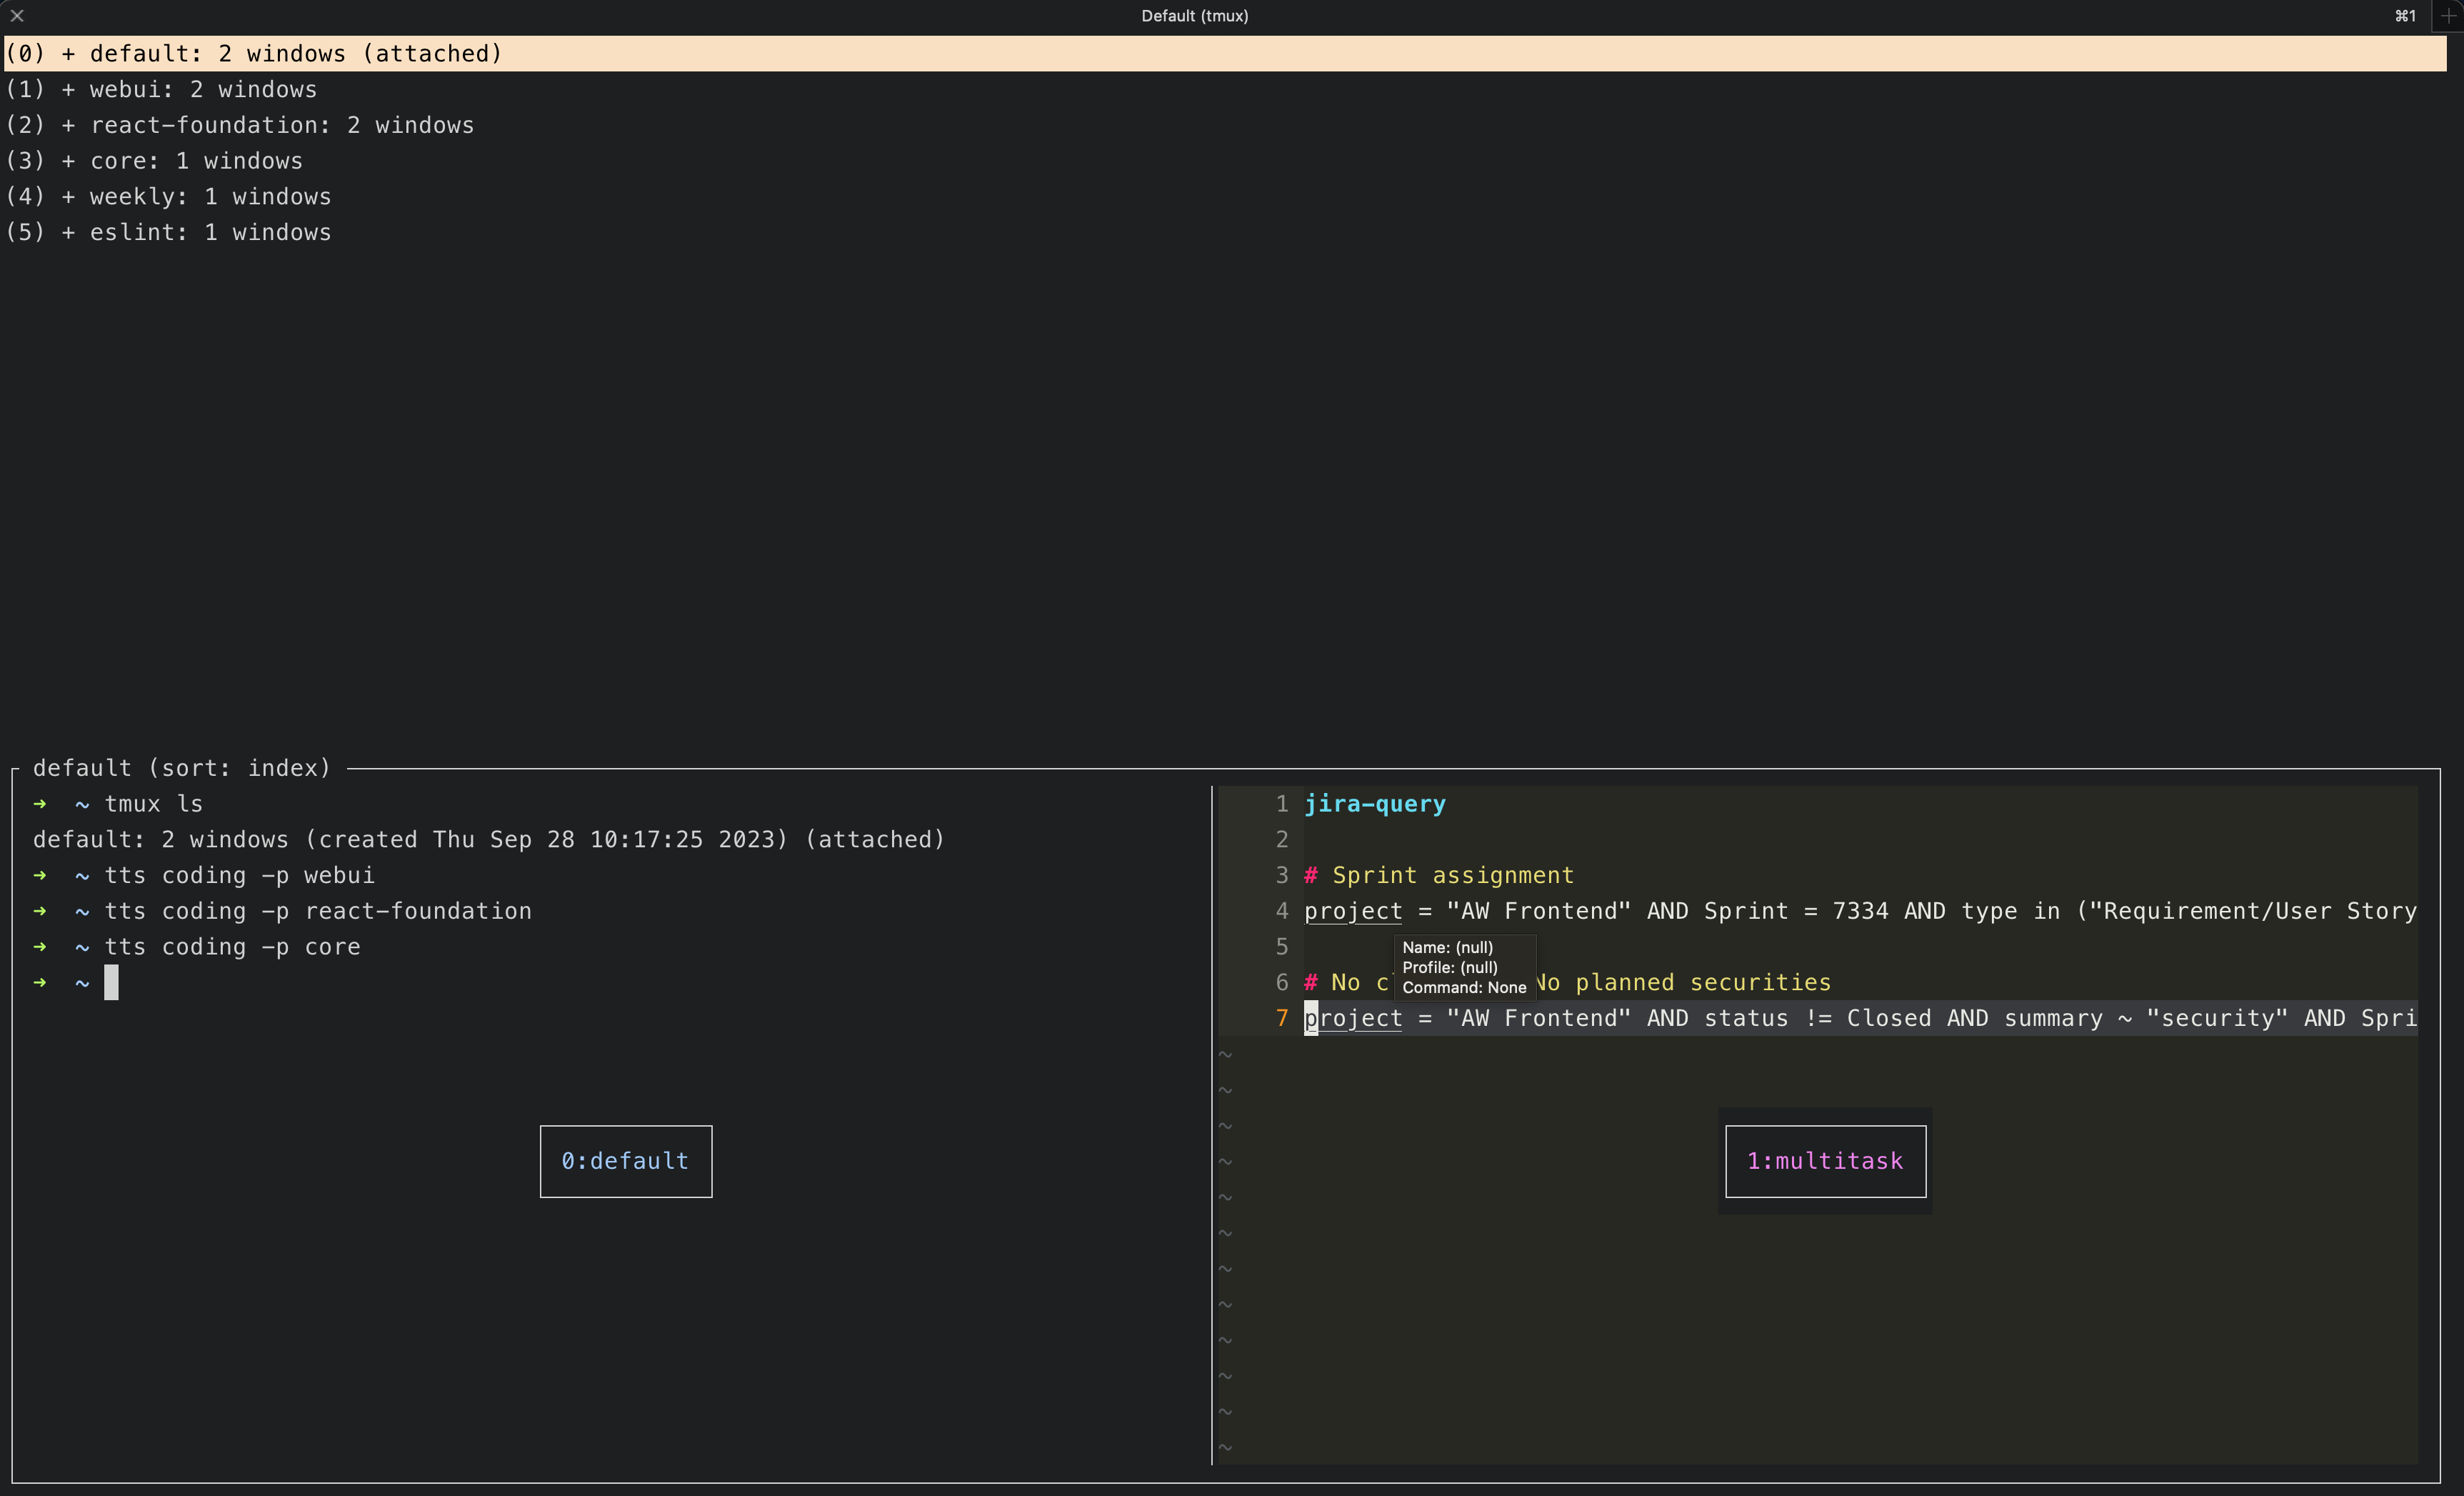 Default (tmux)
⌘1
(0) + default: 2 windows (attached)
(1) + webui: 2 windows
(2) + react-foundation: 2 windows
(3) + core: 1 windows
(4) + weekly: 1 windows
(5) + eslint: 1 windows
default (sort: index)
➜ ~ tmux ls
default: 2 windows (created Thu Sep 28 10:17:25 2023) (attached)
➜ ~ tts coding -p webui
➜ ~ tts coding -p react-foundation
➜ ~ tts coding -p core
➜ ~
0:default
1 jira-query
2
3 # Sprint assignment
4 project = "AW Frontend" AND Sprint = 7334 AND type in ("Requirement/User Story
5
6 # No No planned securities
7 project = "AW Frontend" AND status != Closed AND summary ~ "security" AND Spri
~
~
~
~
~
~
~
~
~
~
~
~
Name: (null)
Profile: (null)
Command: None
1:multitask